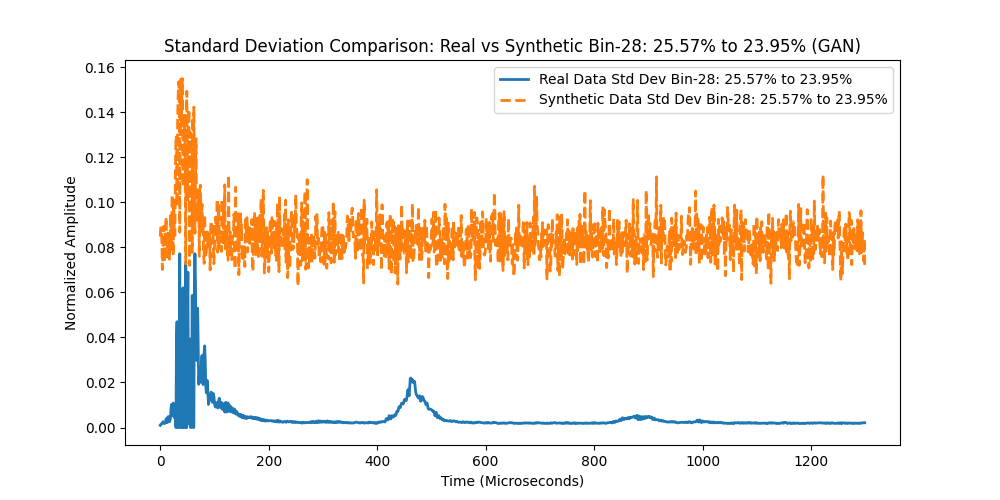 Standard Deviation Comparison: Real vs Synthetic Bin-28: 25.57% to 23.95% (GAN)
Real Data Std Dev Bin-28: 25.57% to 23.95%
Synthetic Data Std Dev Bin-28: 25.57% to 23.95%
Normalized Amplitude
0.16
0.14
0.12
0.10
0.08
0.06
0.04
0.02
0.00
0 200 400 600 800 1000 1200
Time (Microseconds)